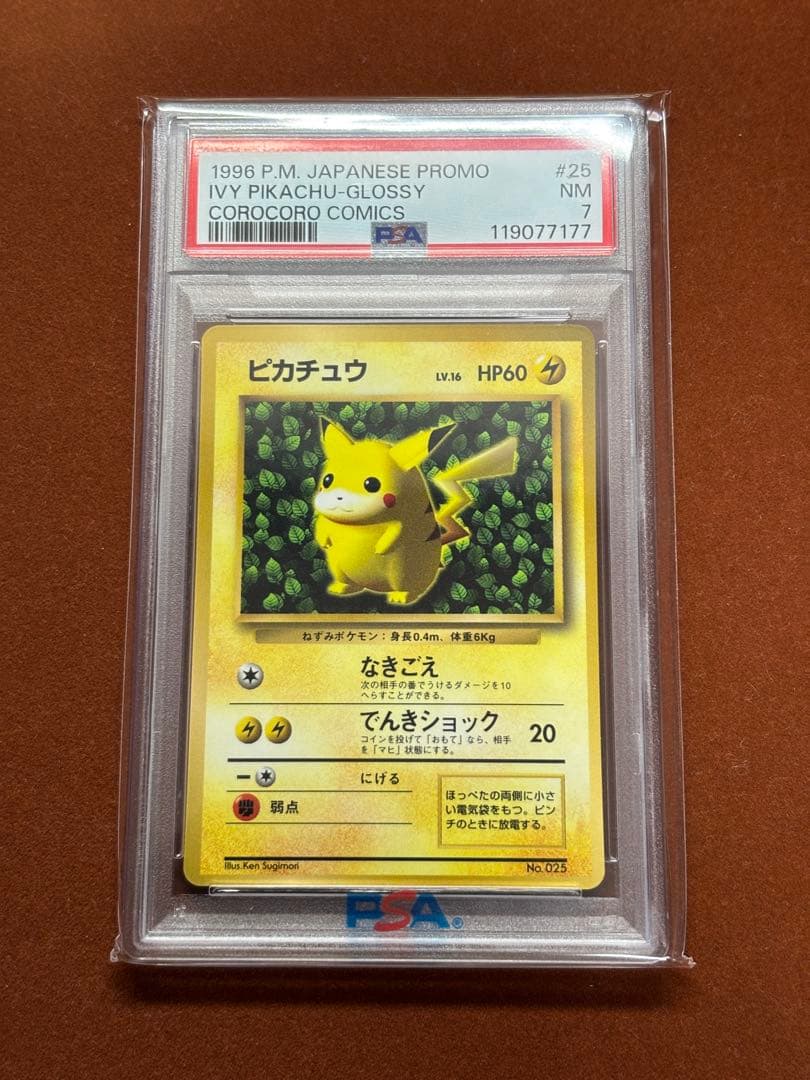 1996 P.M. JAPANESE PROMO #25
IVY PIKACHU-GLOSSY NM
COROCORO COMICS 7
PSA 119077177
ピカチュウ LV.16 HP60
ねずみポケモン：身長0.4m、体重6Kg
なきごえ
次の相手の番でうけるダメージを10
へらすことができる。
でんきショック 20
コインを投げて「おもて」なら、相手
を「マヒ」状態にする。
にげる
弱点
ほっぺたの両側に小さ
い電気袋をもつ。ピン
チのときに放電する。
Illus.Ken Sugimori No. 025
PSA®